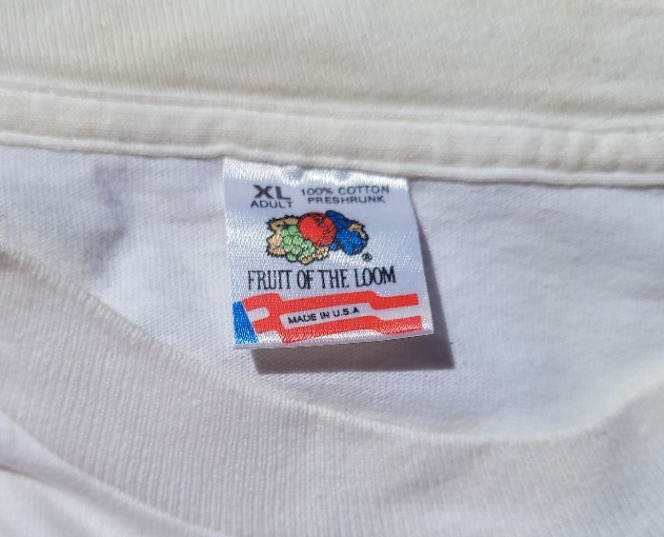 XL 100% COTTON
ADULT PRESHRUNK
®
FRUIT OF THE LOOM
MADE IN U.S.A